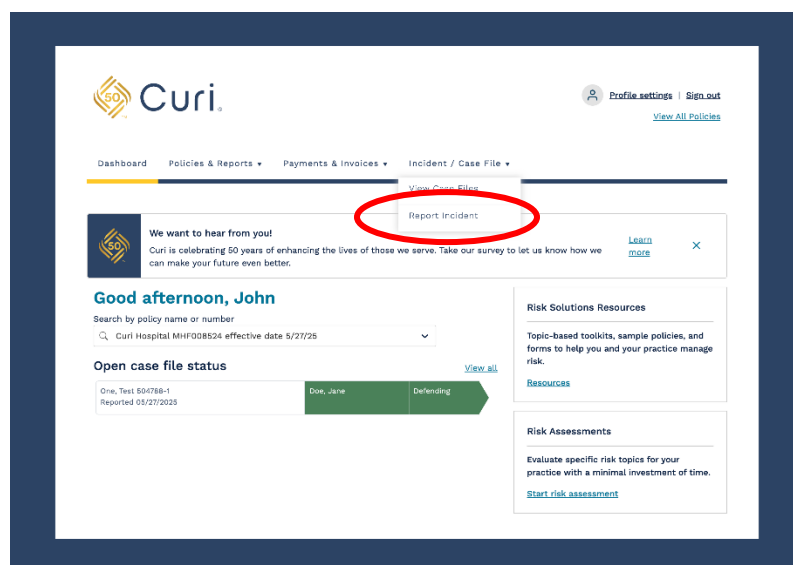 50 Curi
Profile settings | Sign out
View All Policies
Dashboard Policies & Reports Payments & Invoices Incident / Case File
View Case Files
Report Incident
50
We want to hear from you!
Curi is celebrating 50 years of enhancing the lives of those we serve. Take our survey to let us know how we
can make your future even better.
Learn
more
Good afternoon, John
Search by policy name or number
Curi Hospital MHF008524 effective date 5/27/25
Open case file status
View all
One, Test 504788-1
Reported 05/27/2025
Doe, Jane
Defending
Risk Solutions Resources
Topic-based toolkits, sample policies, and
forms to help you and your practice manage
risk.
Resources
Risk Assessments
Evaluate specific risk topics for your
practice with a minimal investment of time.
Start risk assessment